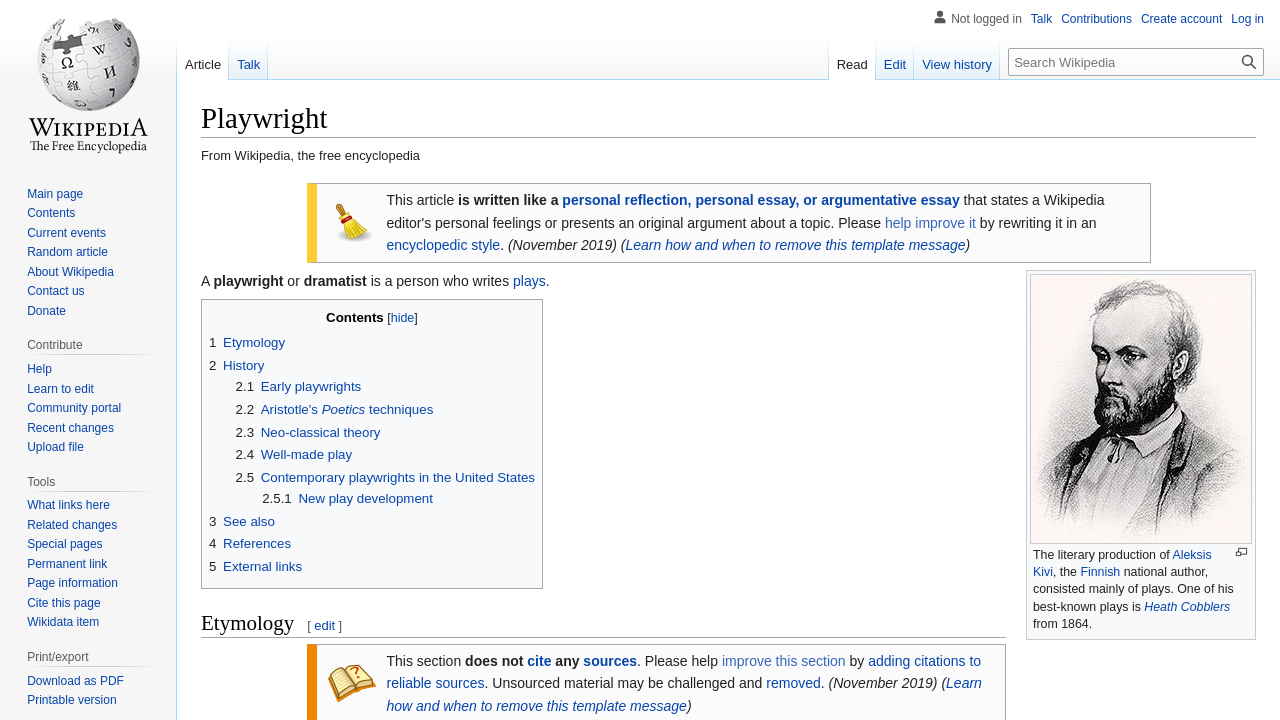 Not logged in Talk Contributions Create account Log in
Article Talk Read Edit View history Search Wikipedia
WIKIPEDIA
The Free Encyclopedia
Main page
Contents
Current events
Random article
About Wikipedia
Contact us
Donate
Contribute
Help
Learn to edit
Community portal
Recent changes
Upload file
Tools
What links here
Related changes
Special pages
Permanent link
Page information
Cite this page
Wikidata item
Print/export
Download as PDF
Printable version
Playwright
From Wikipedia, the free encyclopedia
This article is written like a personal reflection, personal essay, or argumentative essay that states a Wikipedia
editor's personal feelings or presents an original argument about a topic. Please help improve it by rewriting it in an
encyclopedic style. (November 2019) (Learn how and when to remove this template message)
A playwright or dramatist is a person who writes plays.
Contents [hide]
1 Etymology
2 History
2.1 Early playwrights
2.2 Aristotle's Poetics techniques
2.3 Neo-classical theory
2.4 Well-made play
2.5 Contemporary playwrights in the United States
2.5.1 New play development
3 See also
4 References
5 External links
The literary production of Aleksis
Kivi, the Finnish national author,
consisted mainly of plays. One of his
best-known plays is Heath Cobblers
from 1864.
Etymology [ edit ]
This section does not cite any sources. Please help improve this section by adding citations to
reliable sources. Unsourced material may be challenged and removed. (November 2019) (Learn
how and when to remove this template message)